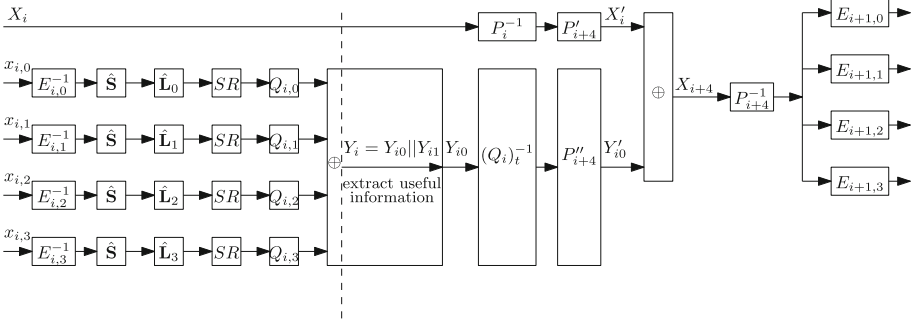 X_i P_i^{-1} P'_{i+4} X'_i E_{i+1,0}
x_{i,0} E_{i,0}^{-1} Ŝ L̂_0 SR Q_{i,0} E_{i+1,1}
⊕ X_{i+4} P_{i+4}^{-1}
x_{i,1} E_{i,1}^{-1} Ŝ L̂_1 SR Q_{i,1} E_{i+1,2}
⊕ Y_i = Y_{i0}||Y_{i1} Y_{i0} (Q_i)_t^{-1} P''_{i+4} Y'_{i0}
extract useful
information
x_{i,2} E_{i,2}^{-1} Ŝ L̂_2 SR Q_{i,2} E_{i+1,3}
x_{i,3} E_{i,3}^{-1} Ŝ L̂_3 SR Q_{i,3}